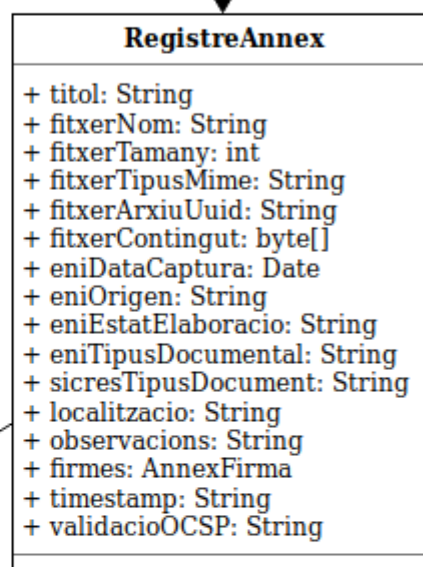 RegistreAnnex
+ titol: String
+ fitxerNom: String
+ fitxerTamany: int
+ fitxerTipusMime: String
+ fitxerArxiuUuid: String
+ fitxerContingut: byte[]
+ eniDataCaptura: Date
+ eniOrigen: String
+ eniEstatElaboracio: String
+ eniTipusDocumental: String
+ sicresTipusDocument: String
+ localitzacio: String
+ observacions: String
+ firmes: AnnexFirma
+ timestamp: String
+ validacioOCSP: String